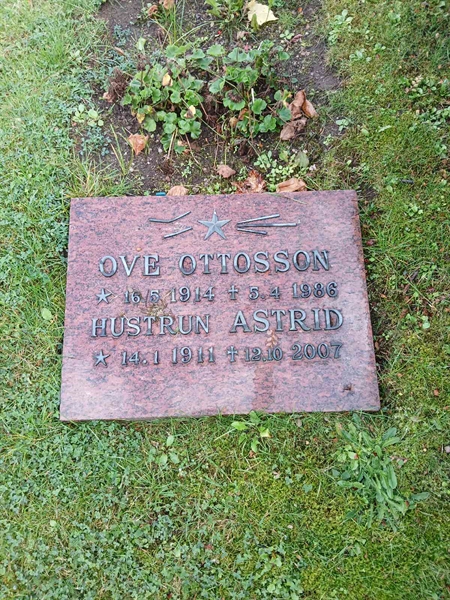 OVE OTTOSSON
★ 16.5 1914 ✝ 5.4 1986
HUSTRUN ASTRID
★ 14.1 1911 ✝ 12.10 2007